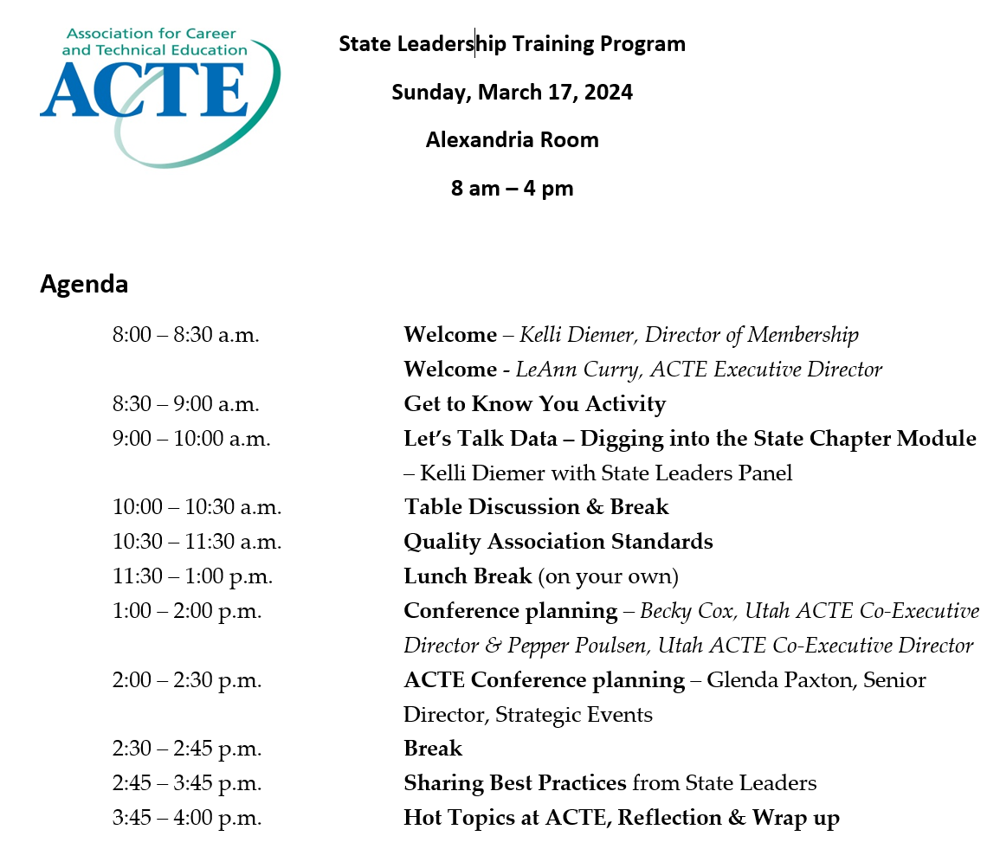 Association for Career
and Technical Education
ACTE
State Leadership Training Program
Sunday, March 17, 2024
Alexandria Room
8 am – 4 pm
Agenda
8:00 – 8:30 a.m. Welcome – Kelli Diemer, Director of Membership
Welcome - LeAnn Curry, ACTE Executive Director
8:30 – 9:00 a.m. Get to Know You Activity
9:00 – 10:00 a.m. Let’s Talk Data – Digging into the State Chapter Module
– Kelli Diemer with State Leaders Panel
10:00 – 10:30 a.m. Table Discussion & Break
10:30 – 11:30 a.m. Quality Association Standards
11:30 – 1:00 p.m. Lunch Break (on your own)
1:00 – 2:00 p.m. Conference planning – Becky Cox, Utah ACTE Co-Executive
Director & Pepper Poulsen, Utah ACTE Co-Executive Director
2:00 – 2:30 p.m. ACTE Conference planning – Glenda Paxton, Senior
Director, Strategic Events
2:30 – 2:45 p.m. Break
2:45 – 3:45 p.m. Sharing Best Practices from State Leaders
3:45 – 4:00 p.m. Hot Topics at ACTE, Reflection & Wrap up